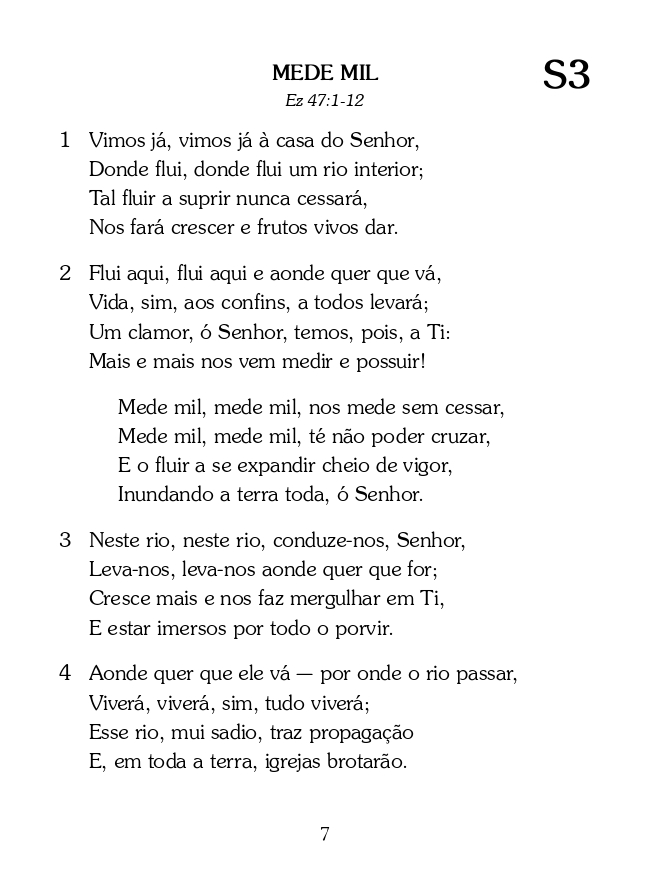 MEDE MIL
S3
Ez 47:1-12
1 Vimos já, vimos já à casa do Senhor,
Donde flui, donde flui um rio interior;
Tal fluir a suprir nunca cessará,
Nos fará crescer e frutos vivos dar.
2 Flui aqui, flui aqui e aonde quer que vá,
Vida, sim, aos confins, a todos levará;
Um clamor, ó Senhor, temos, pois, a Ti:
Mais e mais nos vem medir e possuir!
Mede mil, mede mil, nos mede sem cessar,
Mede mil, mede mil, té não poder cruzar,
E o fluir a se expandir cheio de vigor,
Inundando a terra toda, ó Senhor.
3 Neste rio, neste rio, conduze-nos, Senhor,
Leva-nos, leva-nos aonde quer que for;
Cresce mais e nos faz mergulhar em Ti,
E estar imersos por todo o porvir.
4 Aonde quer que ele vá — por onde o rio passar,
Viverá, viverá, sim, tudo viverá;
Esse rio, mui sadio, traz propagação
E, em toda a terra, igrejas brotarão.
7